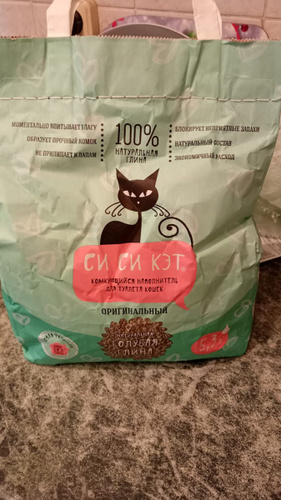 МОМЕНТАЛЬНО ВПИТЫВАЕТ ВЛАГУ
ОБРАЗУЕТ ПРОЧНЫЙ КОМОК
НЕ ПРИЛИПАЕТ К ЛАПАМ
100%
НАТУРАЛЬНАЯ
ГЛИНА
БЛОКИРУЕТ НЕПРИЯТНЫЕ ЗАПАХИ
НАТУРАЛЬНЫЙ СОСТАВ
ЭКОНОМИЧНЫЙ РАСХОД
СИ СИ КЭТ
КОМКУЮЩИЙСЯ НАПОЛНИТЕЛЬ
ДЛЯ ТУАЛЕТА КОШЕК
ОРИГИНАЛЬНЫЙ
НАТУРАЛЬНАЯ
ГОЛУБАЯ
ГЛИНА